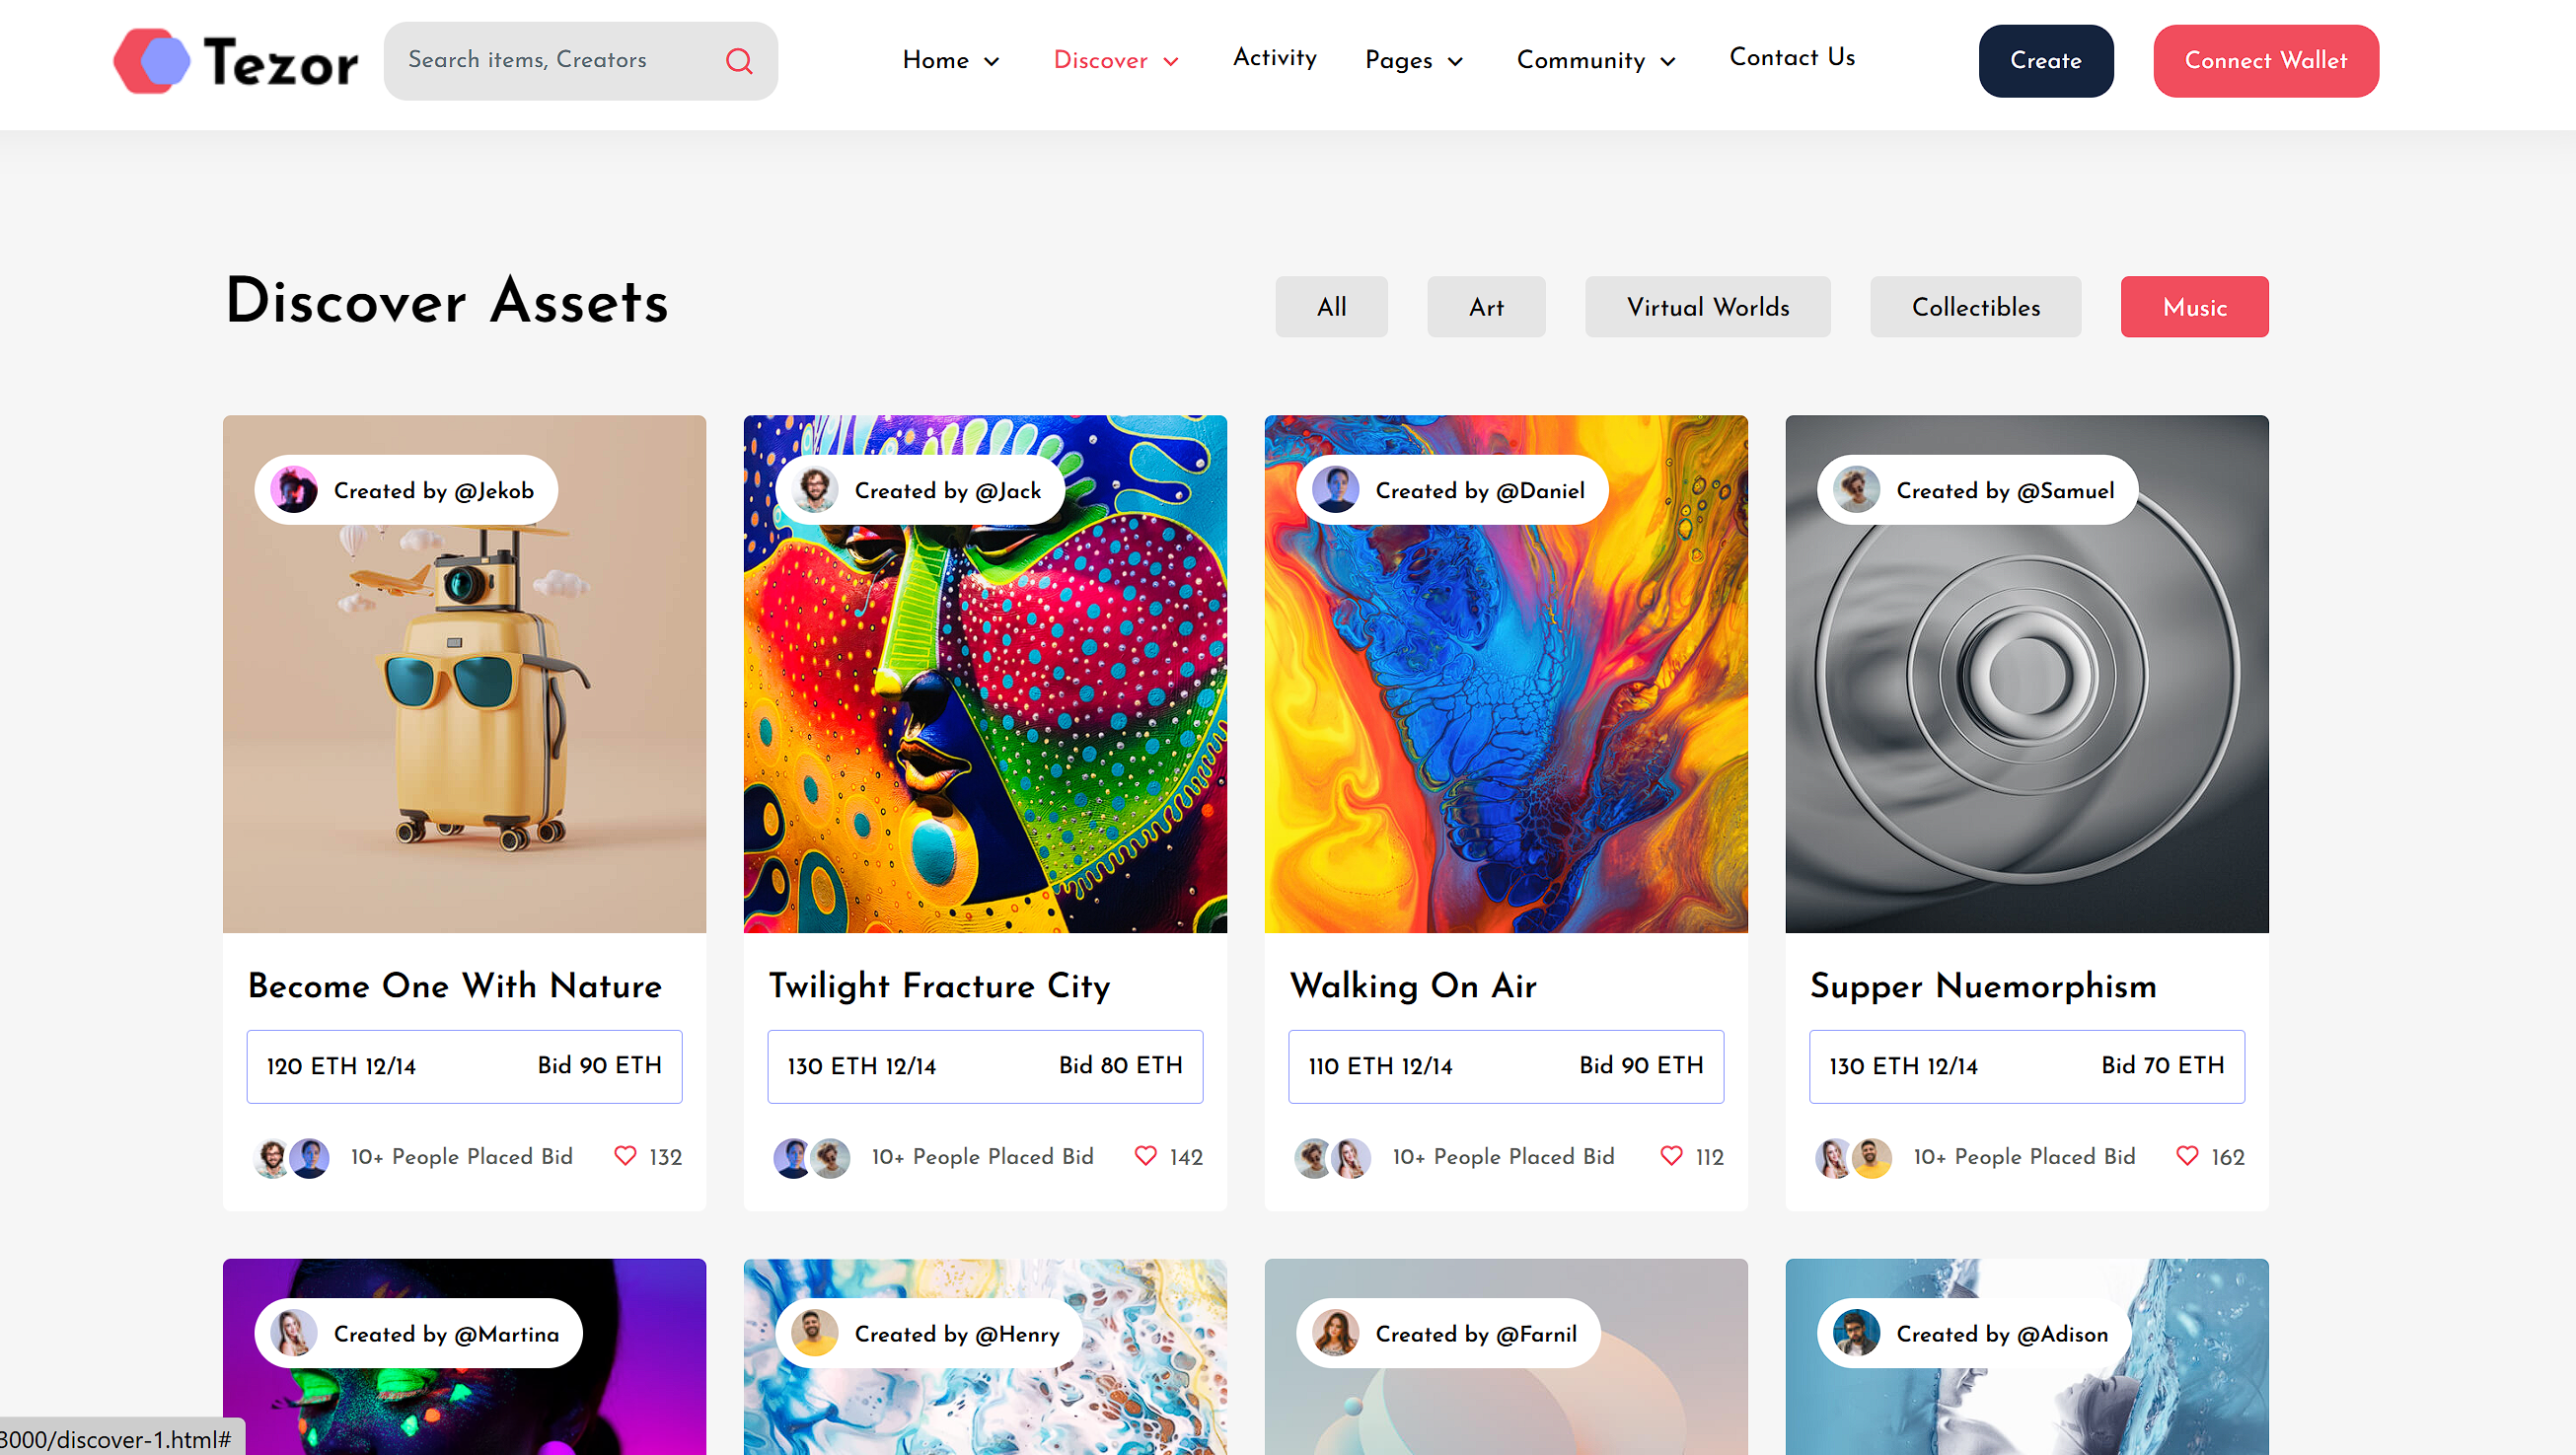 Tezor
Search items, Creators
Home
Discover
Activity
Pages
Community
Contact Us
Create
Connect Wallet
Discover Assets
All
Art
Virtual Worlds
Collectibles
Music
Created by @Jekob
Created by @Jack
Created by @Daniel
Created by @Samuel
Become One With Nature
Twilight Fracture City
Walking On Air
Supper Nuemorphism
120 ETH 12/14 Bid 90 ETH
130 ETH 12/14 Bid 80 ETH
110 ETH 12/14 Bid 90 ETH
130 ETH 12/14 Bid 70 ETH
10+ People Placed Bid 132
10+ People Placed Bid 142
10+ People Placed Bid 112
10+ People Placed Bid 162
Created by @Martina
Created by @Henry
Created by @Farnil
Created by @Adison
3000/discover-1.html#